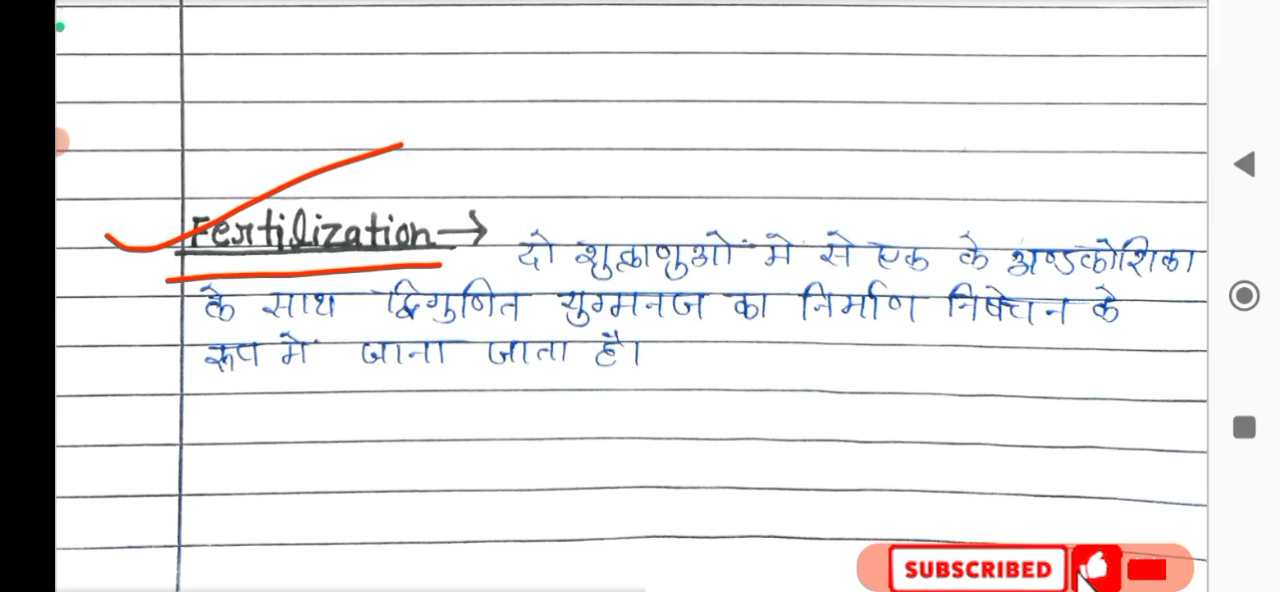 Fertilization → दो शुक्राणुओं में से एक के अण्डकोशिका
के साथ द्विगुणित युग्मनज का निर्माण निषेचन के
रूप में जाना जाता है।
SUBSCRIBED